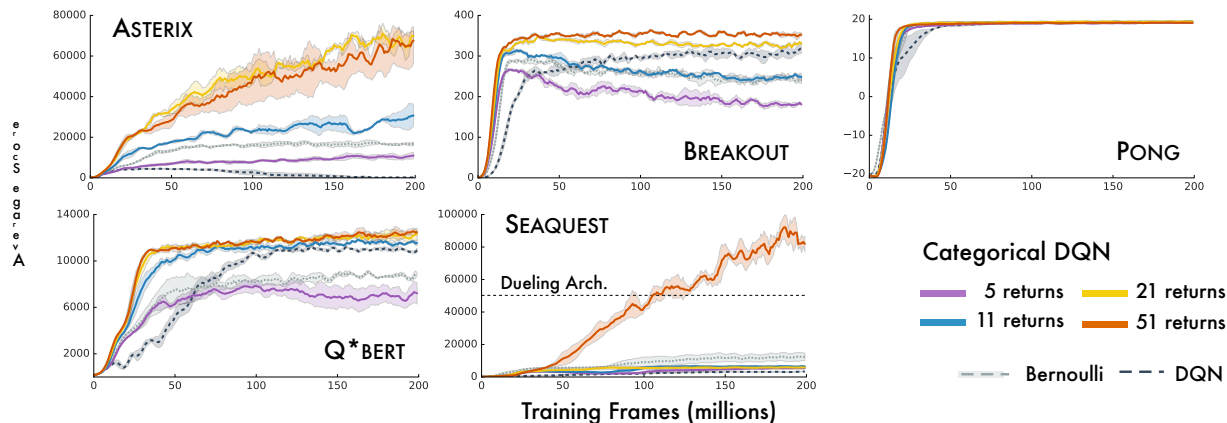 ASTERIX
80000
60000
40000
20000
0
0 50 100 150 200
BREAKOUT
400
300
200
100
0
0 50 100 150 200
PONG
20
10
0
−10
−20
0 50 100 150 200
Average Score
Q*BERT
14000
10000
6000
2000
0 50 100 150 200
SEAQUEST
100000
80000
60000
40000
20000
0
Dueling Arch.
0 50 100 150 200
Training Frames (millions)
Categorical DQN
5 returns 21 returns
11 returns 51 returns
Bernoulli DQN